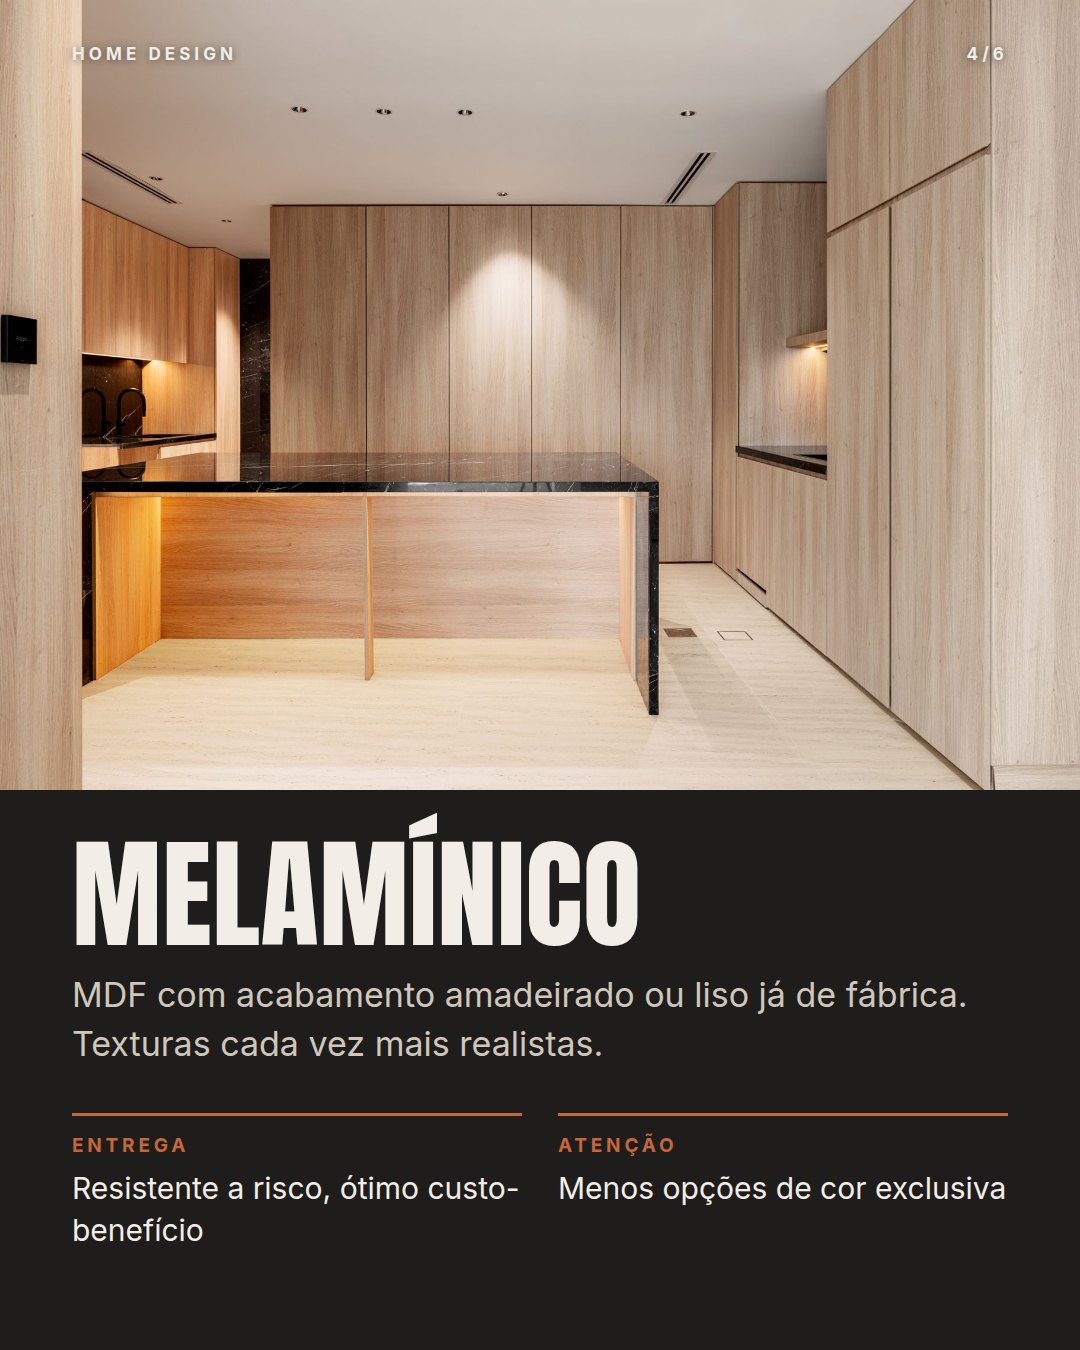 HOME DESIGN
4/6
MELAMÍNICO
MDF com acabamento amadeirado ou liso já de fábrica.
Texturas cada vez mais realistas.
ENTREGA
Resistente a risco, ótimo custo-
benefício
ATENÇÃO
Menos opções de cor exclusiva